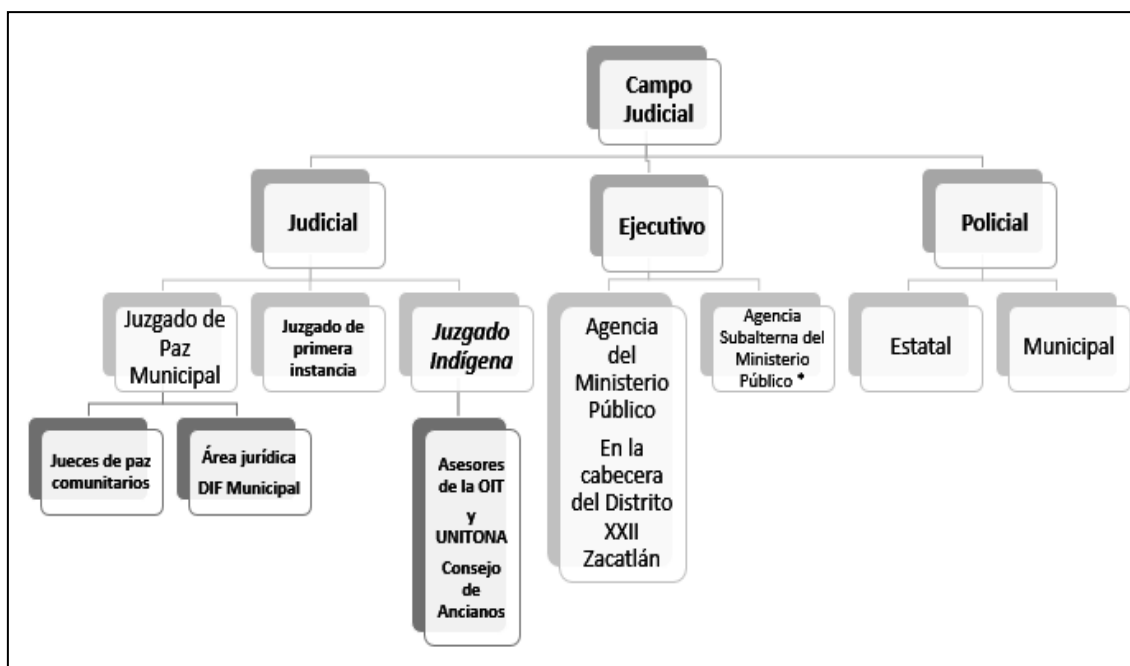 Campo
Judicial
Judicial
Ejecutivo
Policial
Juzgado de
Paz
Municipal
Juzgado de
primera
instancia
Juzgado
Indígena
Agencia
del
Ministerio
Público
En la
cabecera
del Distrito
XXII
Zacatlán
Agencia
Subalterna del
Ministerio
Público *
Estatal
Municipal
Jueces de paz
comunitarios
Área jurídica
DIF Municipal
Asesores
de la OIT
y
UNITONA
Consejo
de
Ancianos